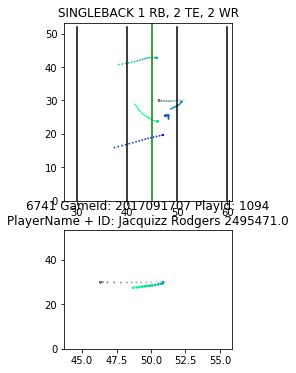 SINGLEBACK 1 RB, 2 TE, 2 WR
50
40
30
20
10
0
30 40 50 60
6741 GameId: 2017091707 PlayId: 1094
PlayerName + ID: Jacquizz Rodgers 2495471.0
40
20
0
45.0 47.5 50.0 52.5 55.0